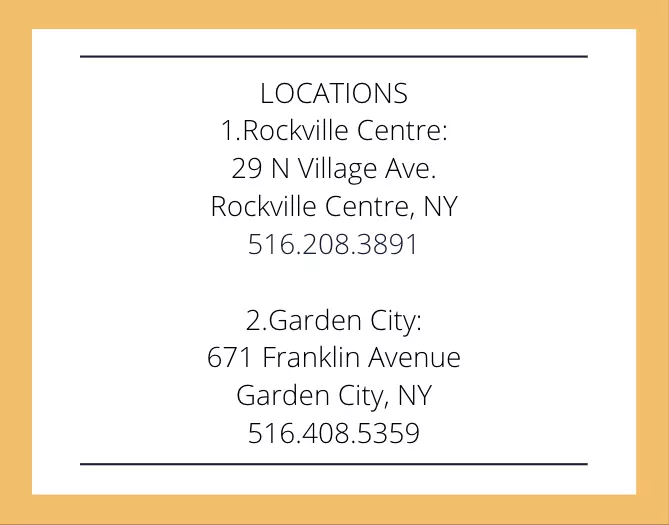 LOCATIONS
1.Rockville Centre:
29 N Village Ave.
Rockville Centre, NY
516.208.3891
2.Garden City:
671 Franklin Avenue
Garden City, NY
516.408.5359